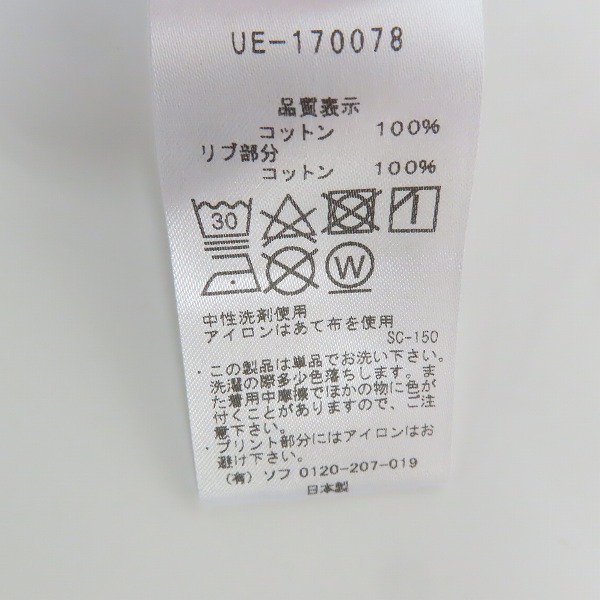 UE-170078
品質表示
コットン 100%
リブ部分
コットン 100%
30
W
中性洗剤使用
アイロンはあて布を使用
SC-150
・この製品は単品でお洗い下さい。
洗濯の際多少色落ちします。ま
た着用中摩擦でほかの物に色が
付くことがありますので、ご注
意下さい。
・プリント部分にはアイロンはお
避け下さい。
(有)ソフ 0120-207-019
日本製